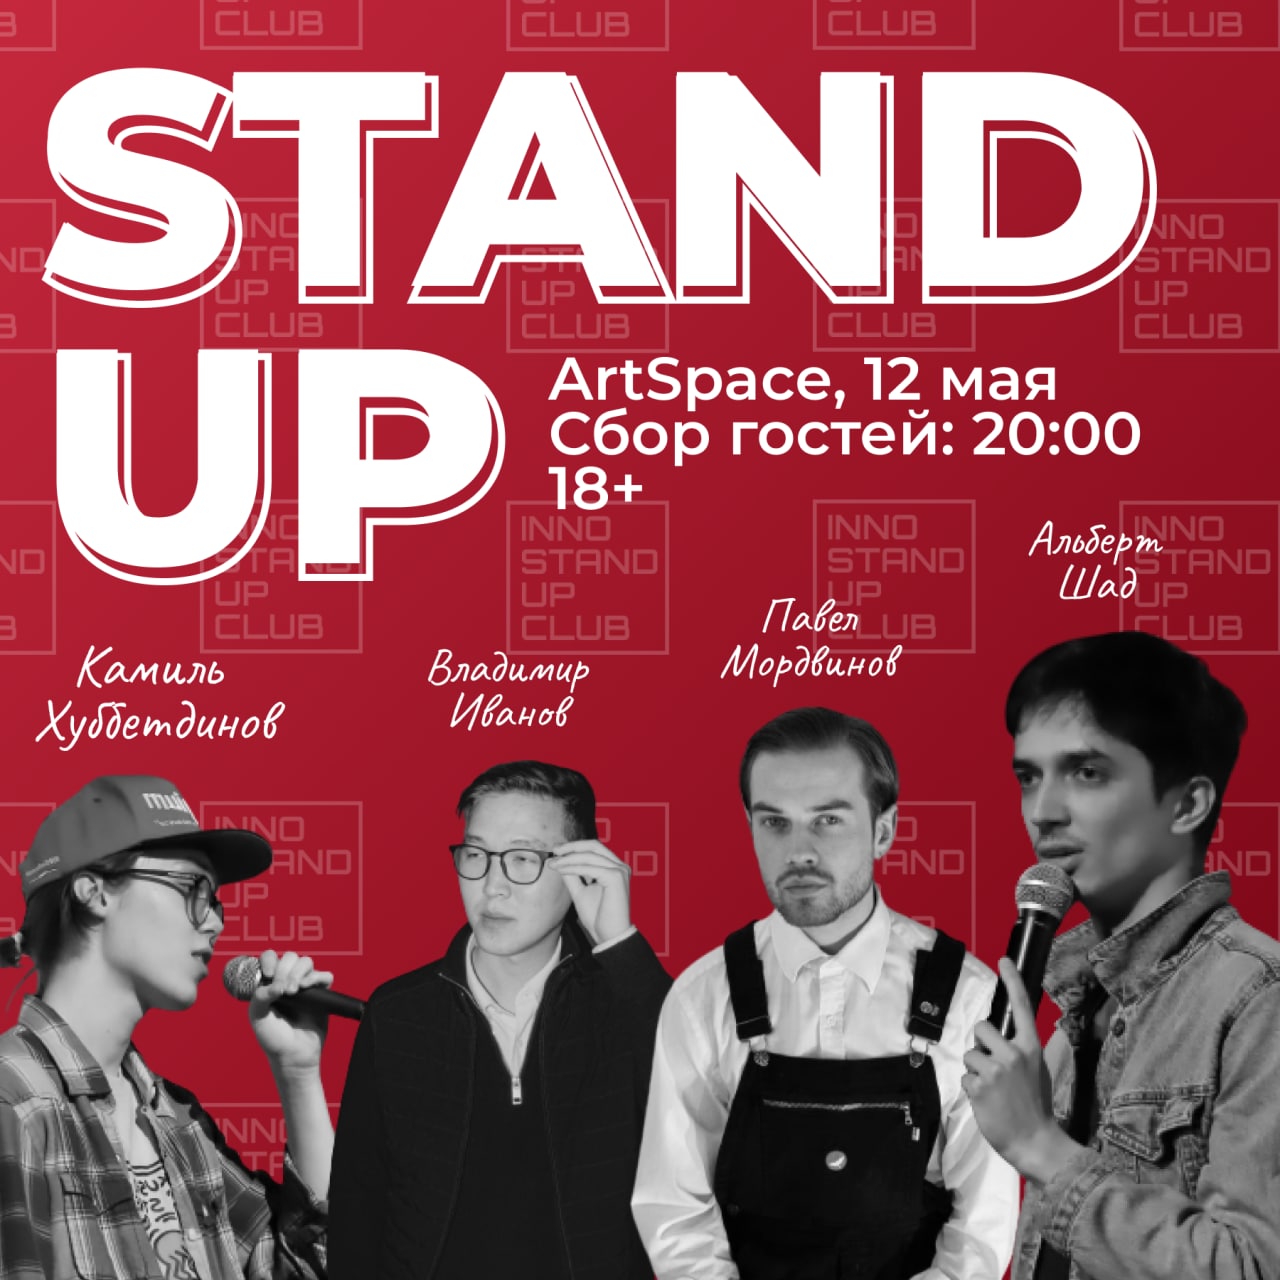 STAND
UP
ArtSpace, 12 мая
Сбор гостей: 20:00
18+
Альберт
Шад
Павел
Мордвинов
Владимир
Иванов
Камиль
Хуббетдинов
INNO
STAND
UP
CLUB